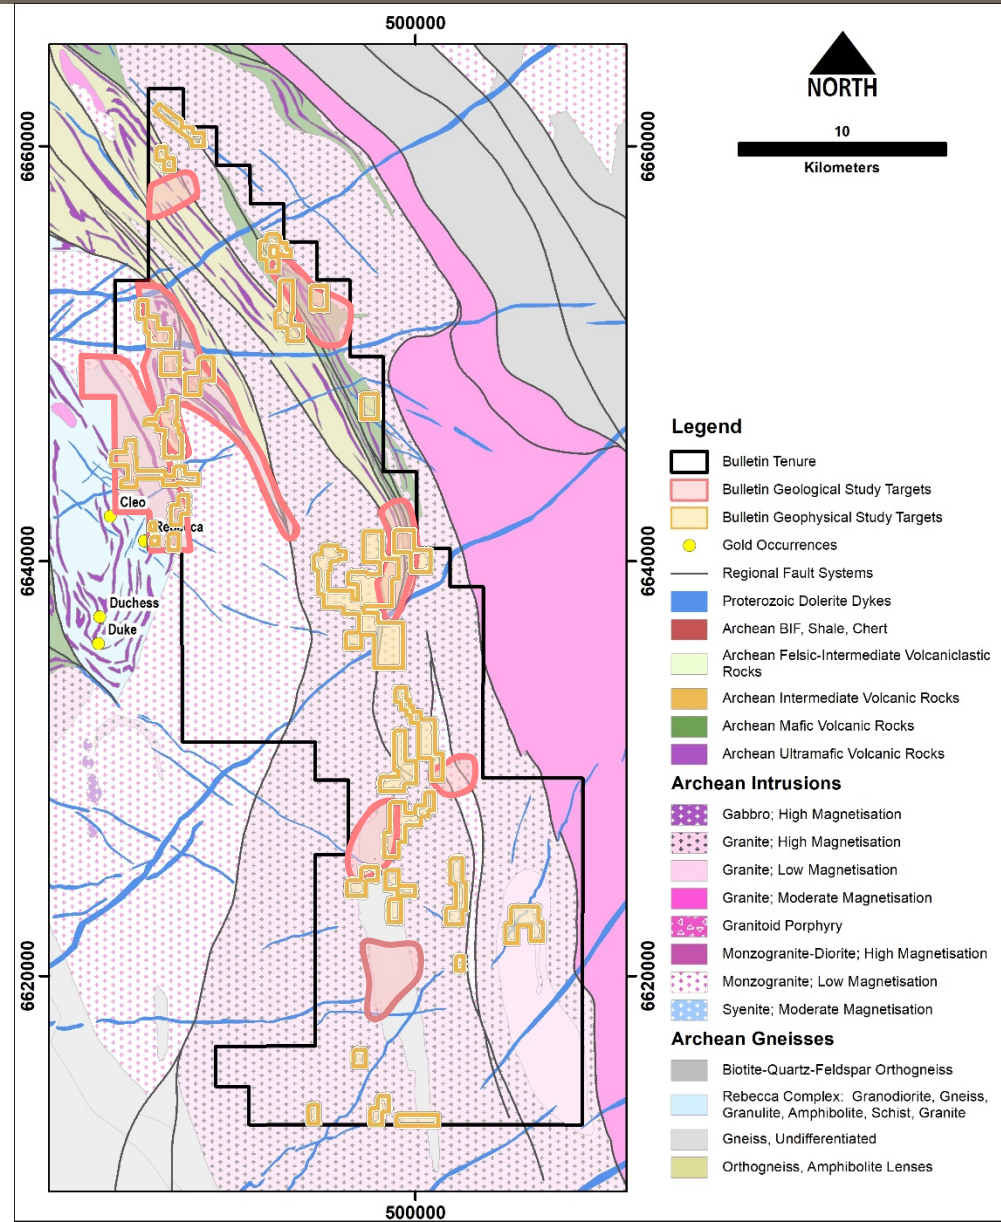 500000
NORTH
10
Kilometers
6660000
6660000
6640000
6640000
6620000
6620000
Cleo
Rebecca
Duchess
Duke
500000
Legend
Bulletin Tenure
Bulletin Geological Study Targets
Bulletin Geophysical Study Targets
Gold Occurrences
Regional Fault Systems
Proterozoic Dolerite Dykes
Archean BIF, Shale, Chert
Archean Felsic-Intermediate Volcaniclastic
Rocks
Archean Intermediate Volcanic Rocks
Archean Mafic Volcanic Rocks
Archean Ultramafic Volcanic Rocks
Archean Intrusions
Gabbro; High Magnetisation
Granite; High Magnetisation
Granite; Low Magnetisation
Granite; Moderate Magnetisation
Granitoid Porphyry
Monzogranite-Diorite; High Magnetisation
Monzogranite; Low Magnetisation
Syenite; Moderate Magnetisation
Archean Gneisses
Biotite-Quartz-Feldspar Orthogneiss
Rebecca Complex: Granodiorite, Gneiss,
Granulite, Amphibolite, Schist, Granite
Gneiss, Undifferentiated
Orthogneiss, Amphibolite Lenses